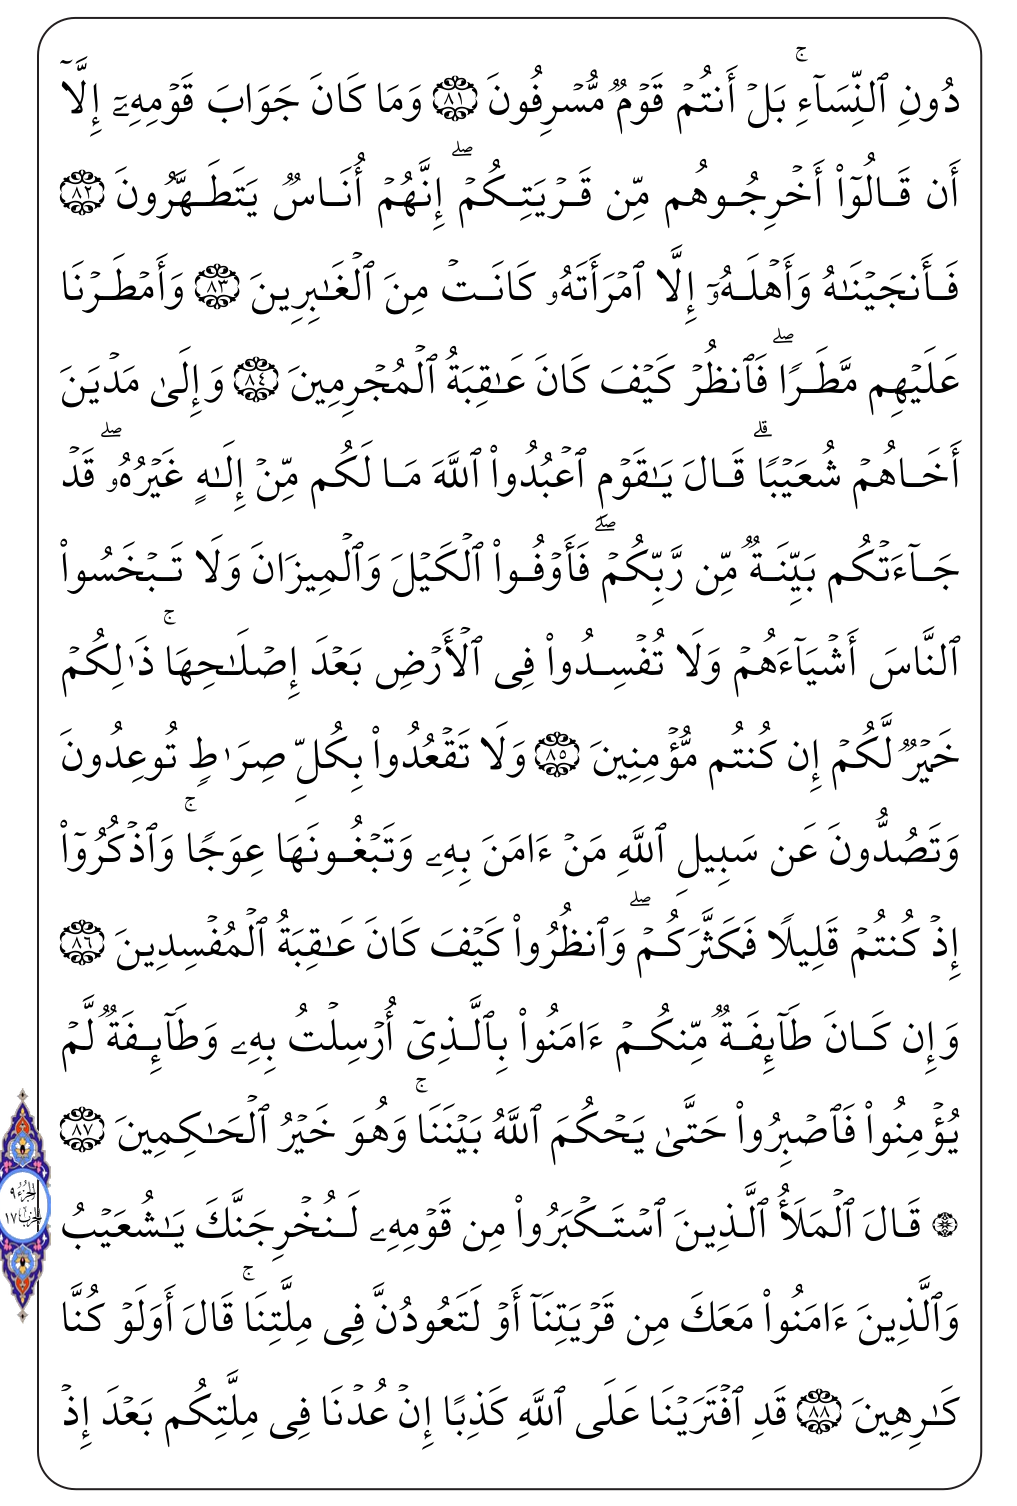 دُونِ ٱلنِّسَآءِۚ بَلۡ أَنتُمۡ قَوۡمٞ مُّسۡرِفُونَ ٨١ وَمَا كَانَ جَوَابَ قَوۡمِهِۦٓ إِلَّآ
أَن قَالُوٓاْ أَخۡرِجُوهُم مِّن قَرۡيَتِكُمۡۖ إِنَّهُمۡ أُنَاسٞ يَتَطَهَّرُونَ ٨٢
فَأَنجَيۡنَٰهُ وَأَهۡلَهُۥٓ إِلَّا ٱمۡرَأَتَهُۥ كَانَتۡ مِنَ ٱلۡغَٰبِرِينَ ٨٣ وَأَمۡطَرۡنَا
عَلَيۡهِم مَّطَرٗاۖ فَٱنظُرۡ كَيۡفَ كَانَ عَٰقِبَةُ ٱلۡمُجۡرِمِينَ ٨٤ وَإِلَىٰ مَدۡيَنَ
أَخَاهُمۡ شُعَيۡبٗاۗ قَالَ يَٰقَوۡمِ ٱعۡبُدُواْ ٱللَّهَ مَا لَكُم مِّنۡ إِلَٰهٍ غَيۡرُهُۥۖ قَدۡ
جَآءَتۡكُم بَيِّنَةٞ مِّن رَّبِّكُمۡۖ فَأَوۡفُواْ ٱلۡكَيۡلَ وَٱلۡمِيزَانَ وَلَا تَبۡخَسُواْ
ٱلنَّاسَ أَشۡيَآءَهُمۡ وَلَا تُفۡسِدُواْ فِي ٱلۡأَرۡضِ بَعۡدَ إِصۡلَٰحِهَاۚ ذَٰلِكُمۡ
خَيۡرٞ لَّكُمۡ إِن كُنتُم مُّؤۡمِنِينَ ٨٥ وَلَا تَقۡعُدُواْ بِكُلِّ صِرَٰطٖ تُوعِدُونَ
وَتَصُدُّونَ عَن سَبِيلِ ٱللَّهِ مَنۡ ءَامَنَ بِهِۦ وَتَبۡغُونَهَا عِوَجٗاۚ وَٱذۡكُرُوٓاْ
إِذۡ كُنتُمۡ قَلِيلٗا فَكَثَّرَكُمۡۖ وَٱنظُرُواْ كَيۡفَ كَانَ عَٰقِبَةُ ٱلۡمُفۡسِدِينَ ٨٦
وَإِن كَانَ طَآئِفَةٞ مِّنكُمۡ ءَامَنُواْ بِٱلَّذِيٓ أُرۡسِلۡتُ بِهِۦ وَطَآئِفَةٞ لَّمۡ
يُؤۡمِنُواْ فَٱصۡبِرُواْ حَتَّىٰ يَحۡكُمَ ٱللَّهُ بَيۡنَنَاۚ وَهُوَ خَيۡرُ ٱلۡحَٰكِمِينَ ٨٧
الجزء ٩
الحزب ١٧
۞ قَالَ ٱلۡمَلَأُ ٱلَّذِينَ ٱسۡتَكۡبَرُواْ مِن قَوۡمِهِۦ لَنُخۡرِجَنَّكَ يَٰشُعَيۡبُ
وَٱلَّذِينَ ءَامَنُواْ مَعَكَ مِن قَرۡيَتِنَآ أَوۡ لَتَعُودُنَّ فِي مِلَّتِنَاۚ قَالَ أَوَلَوۡ كُنَّا
كَٰرِهِينَ ٨٨ قَدِ ٱفۡتَرَيۡنَا عَلَى ٱللَّهِ كَذِبًا إِنۡ عُدۡنَا فِي مِلَّتِكُم بَعۡدَ إِذۡ